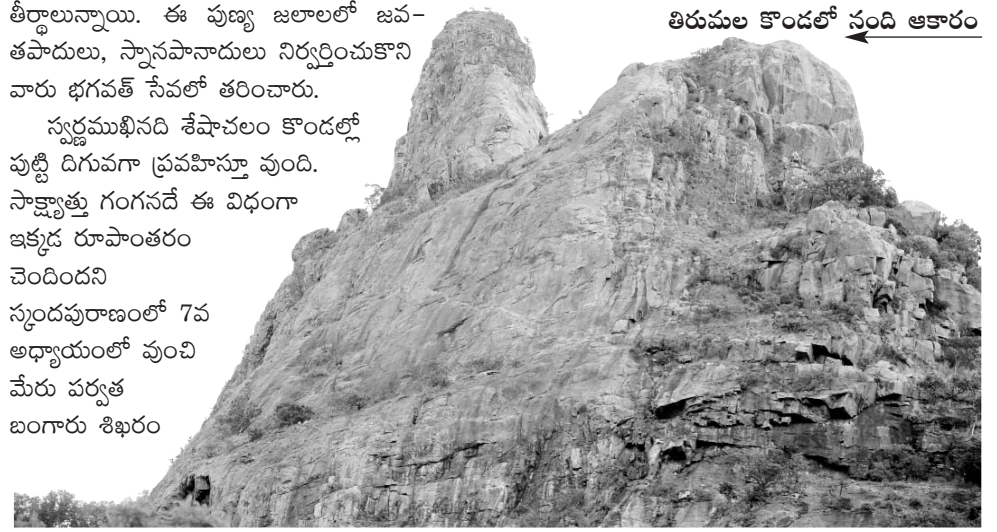 తీర్థాలున్నాయి. ఈ పుణ్య జలాలలో జవ-
తపాదులు, స్నానపానాదులు నిర్వర్తించుకొని
వారు భగవత్ సేవలో తరించారు.
స్వర్ణముఖినది శేషాచలం కొండల్లో
పుట్టి దిగువగా ప్రవహిస్తూ వుంది.
సాక్ష్యాత్తు గంగనదే ఈ విధంగా
ఇక్కడ రూపాంతరం
చెందిందని
స్కందపురాణంలో 7వ
అధ్యాయంలో వుంచి
మేరు పర్వత
బంగారు శిఖరం
తిరుమల కొండలో నంది ఆకారం